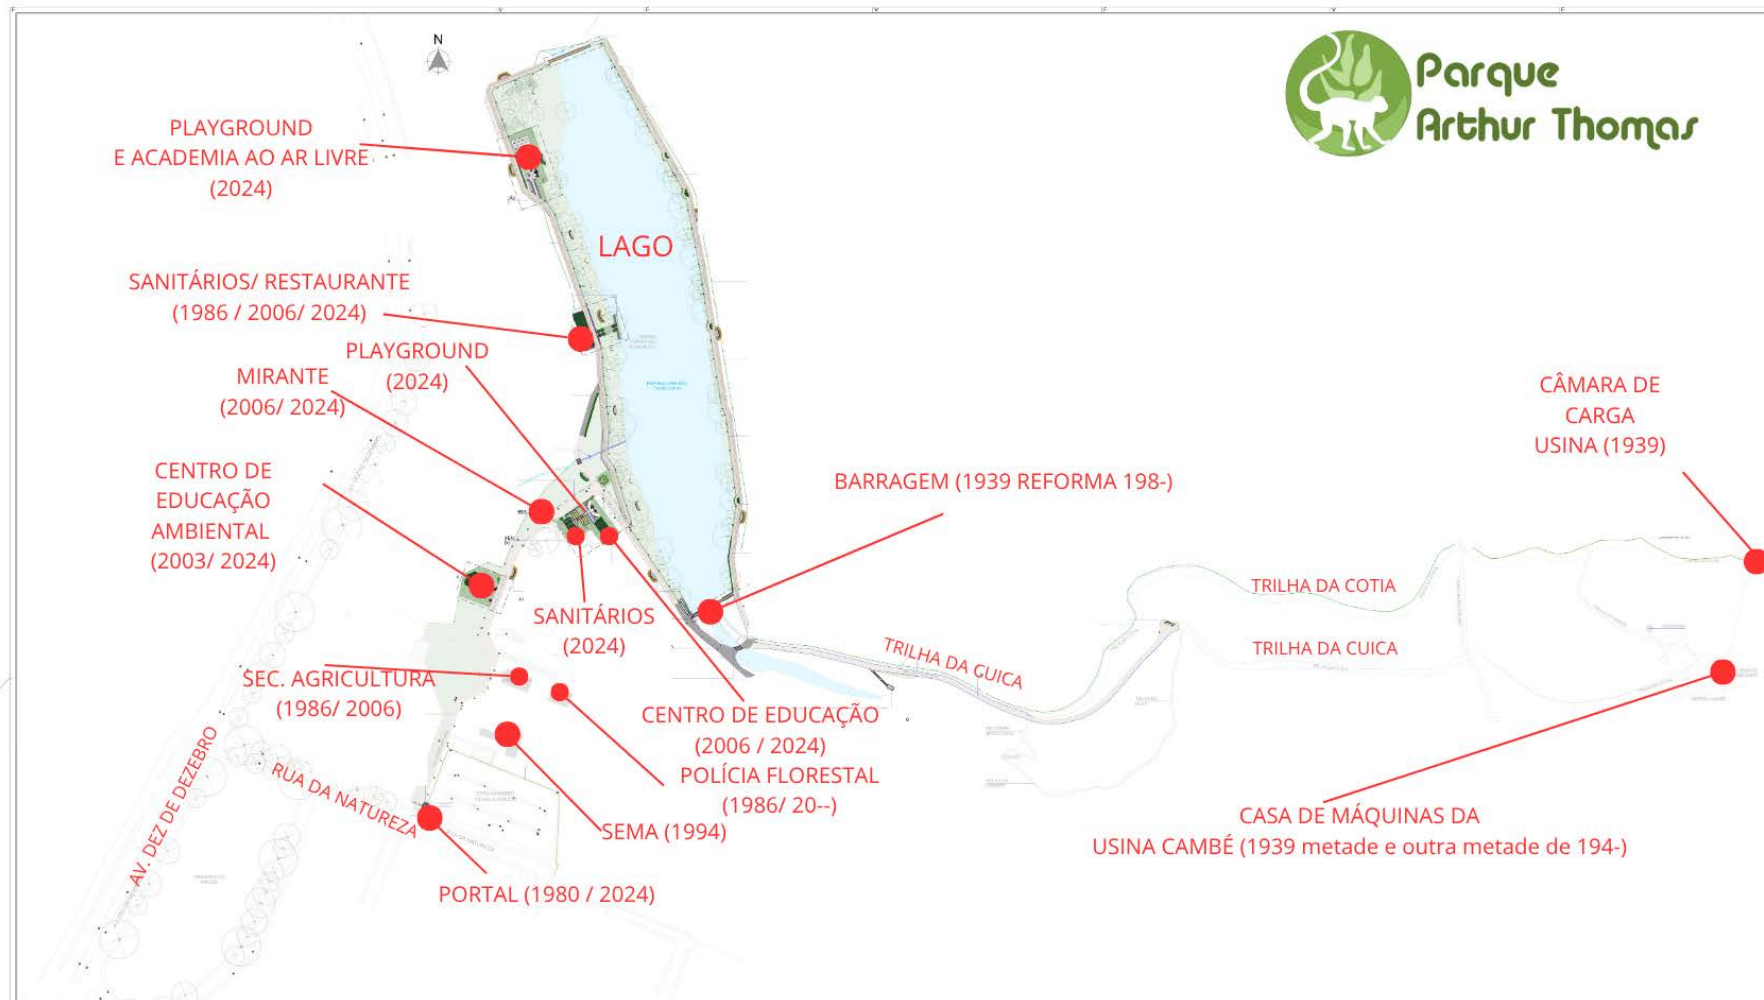 N
Parque
Arthur Thomas
PLAYGROUND
E ACADEMIA AO AR LIVRE
(2024)
LAGO
SANITÁRIOS/ RESTAURANTE
(1986 / 2006/ 2024)
PLAYGROUND
(2024)
MIRANTE
(2006/ 2024)
CÂMARA DE
CARGA
USINA (1939)
CENTRO DE
EDUCAÇÃO
AMBIENTAL
(2003/ 2024)
BARRAGEM (1939 REFORMA 198-)
TRILHA DA COTIA
SANITÁRIOS
(2024)
TRILHA DA CUICA
TRILHA DA CUICA
SEC. AGRICULTURA
(1986/ 2006)
CENTRO DE EDUCAÇÃO
(2006 / 2024)
POLÍCIA FLORESTAL
(1986/ 20--)
AV. DEZ DE DEZEBRO
RUA DA NATUREZA
SEMA (1994)
CASA DE MÁQUINAS DA
USINA CAMBÉ (1939 metade e outra metade de 194-)
PORTAL (1980 / 2024)